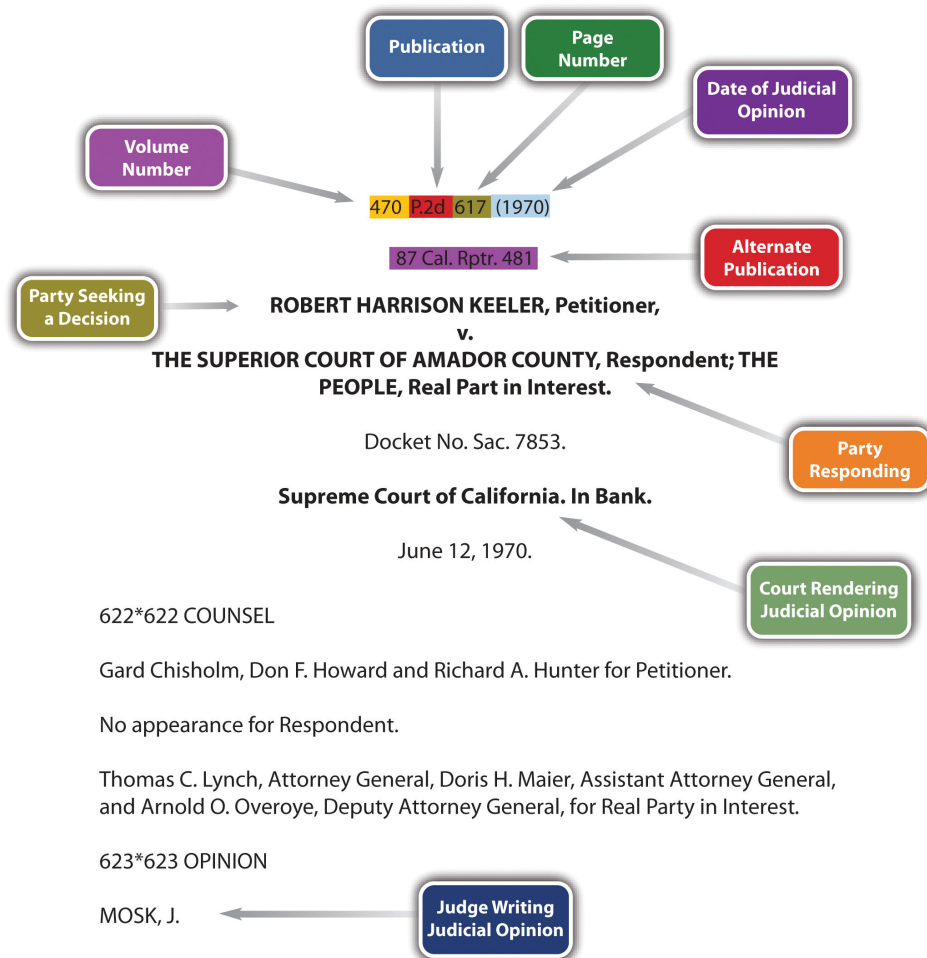 Publication
Page
Number
Date of Judicial
Opinion
Volume
Number
470 P.2d 617 (1970)
87 Cal. Rptr. 481
Alternate
Publication
Party Seeking
a Decision
ROBERT HARRISON KEELER, Petitioner,
v.
THE SUPERIOR COURT OF AMADOR COUNTY, Respondent; THE
PEOPLE, Real Part in Interest.
Docket No. Sac. 7853.
Party
Responding
Supreme Court of California. In Bank.
June 12, 1970.
Court Rendering
Judicial Opinion
622*622 COUNSEL
Gard Chisholm, Don F. Howard and Richard A. Hunter for Petitioner.
No appearance for Respondent.
Thomas C. Lynch, Attorney General, Doris H. Maier, Assistant Attorney General,
and Arnold O. Overoye, Deputy Attorney General, for Real Party in Interest.
623*623 OPINION
MOSK, J.
Judge Writing
Judicial Opinion